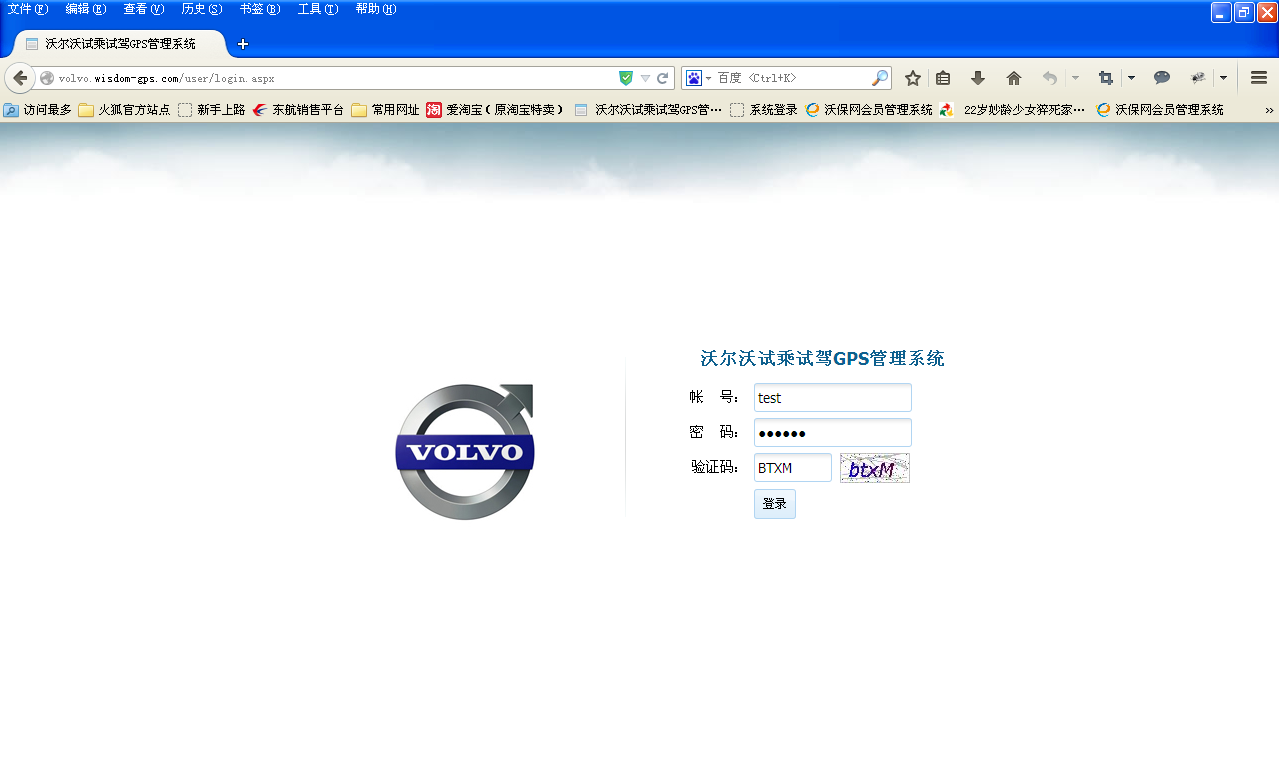 文件(F) 编辑(E) 查看(V) 历史(S) 书签(B) 工具(T) 帮助(H)
沃尔沃试乘试驾GPS管理系统
volvo.wisdom-gps.com/user/login.aspx
百度 <Ctrl+K>
访问最多 火狐官方站点 新手上路 东航销售平台 常用网址 淘 爱淘宝（原淘宝特卖） 沃尔沃试乘试驾GPS管… 系统登录 沃保网会员管理系统 22岁妙龄少女猝死家… 沃保网会员管理系统 »
沃尔沃试乘试驾GPS管理系统
帐 号： test
密 码： ●●●●●●
验证码： BTXM btxM
登录
VOLVO